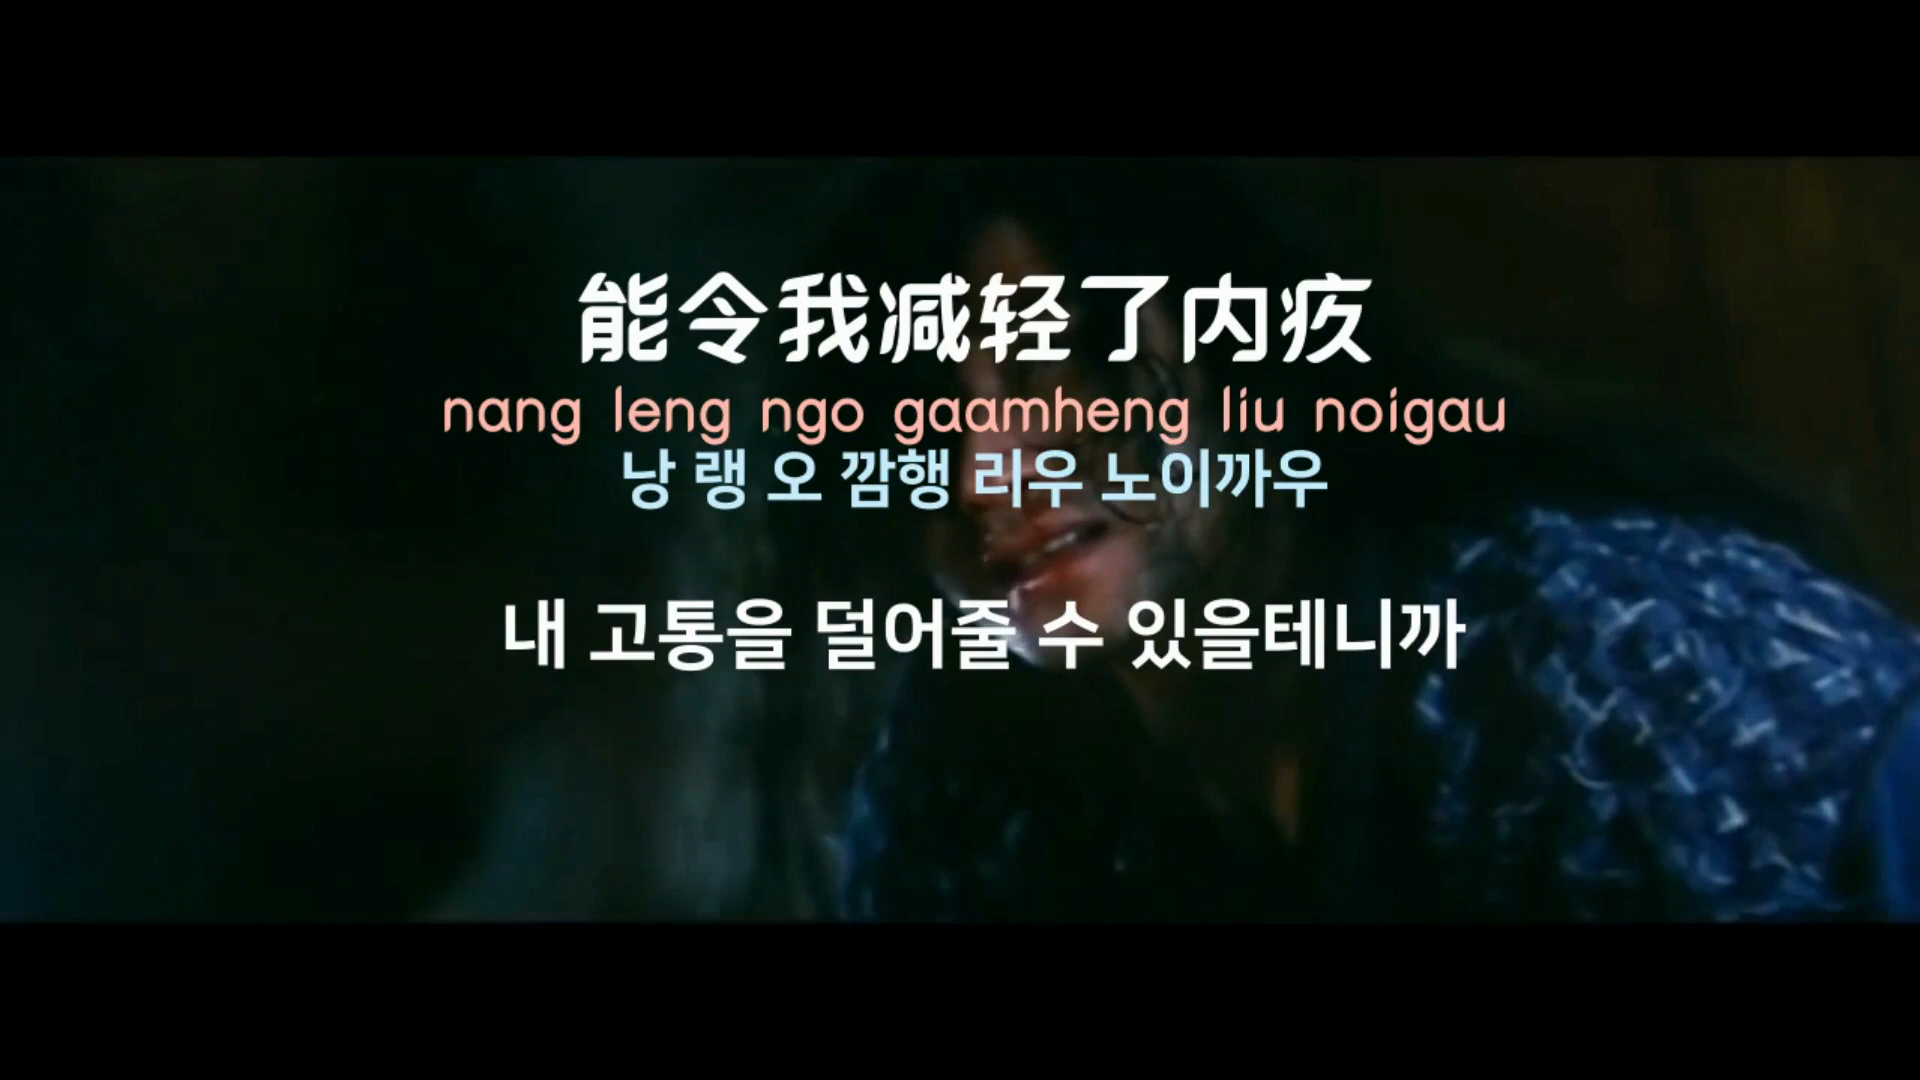 能令我减轻了内疚
nang leng ngo gaamheng liu noigau
낭 랭 오 깜행 리우 노이까우
내 고통을 덜어줄 수 있을테니까